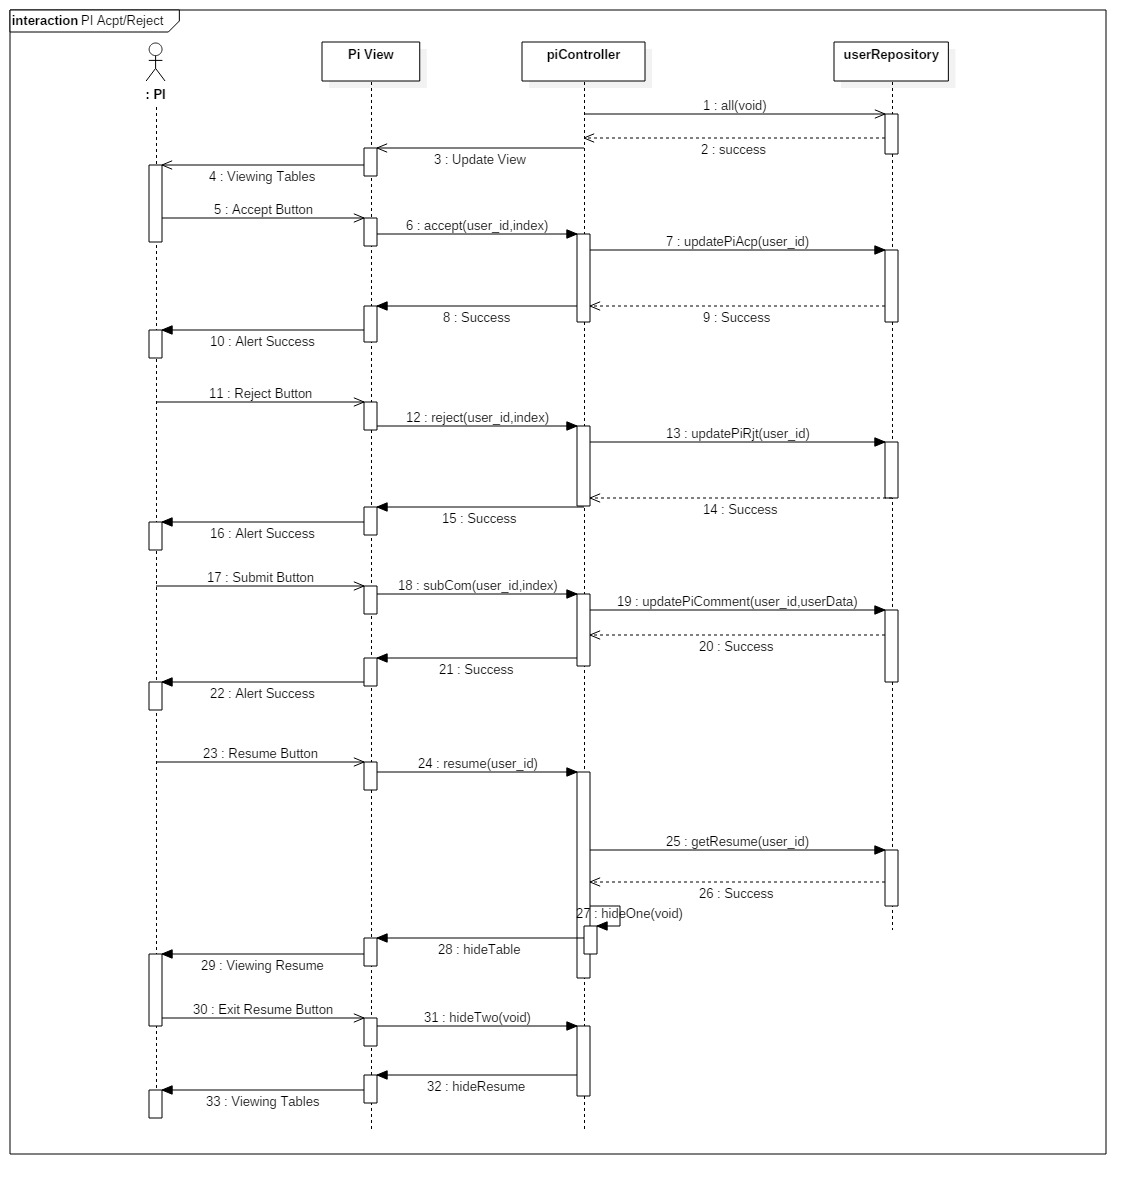 interaction PI Acpt/Reject
Pi View
piController
userRepository
: PI
1 : all(void)
2 : success
3 : Update View
4 : Viewing Tables
5 : Accept Button
6 : accept(user_id,index)
7 : updatePiAcp(user_id)
8 : Success
9 : Success
10 : Alert Success
11 : Reject Button
12 : reject(user_id,index)
13 : updatePiRjt(user_id)
14 : Success
15 : Success
16 : Alert Success
17 : Submit Button
18 : subCom(user_id,index)
19 : updatePiComment(user_id,userData)
20 : Success
21 : Success
22 : Alert Success
23 : Resume Button
24 : resume(user_id)
25 : getResume(user_id)
26 : Success
27 : hideOne(void)
28 : hideTable
29 : Viewing Resume
30 : Exit Resume Button
31 : hideTwo(void)
32 : hideResume
33 : Viewing Tables